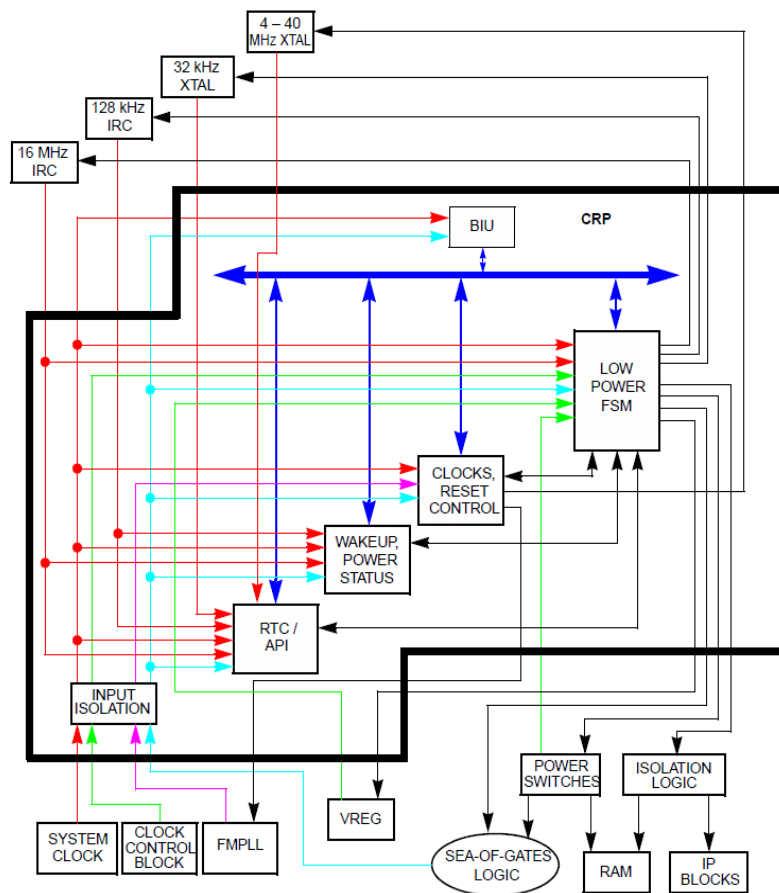 4 – 40
MHz XTAL
32 kHz
XTAL
128 kHz
IRC
16 MHz
IRC
BIU
CRP
LOW
POWER
FSM
CLOCKS,
RESET
CONTROL
WAKEUP,
POWER
STATUS
RTC /
API
INPUT
ISOLATION
POWER
SWITCHES
ISOLATION
LOGIC
SYSTEM
CLOCK
CLOCK
CONTROL
BLOCK
FMPLL
VREG
SEA-OF-GATES
LOGIC
RAM
IP
BLOCKS